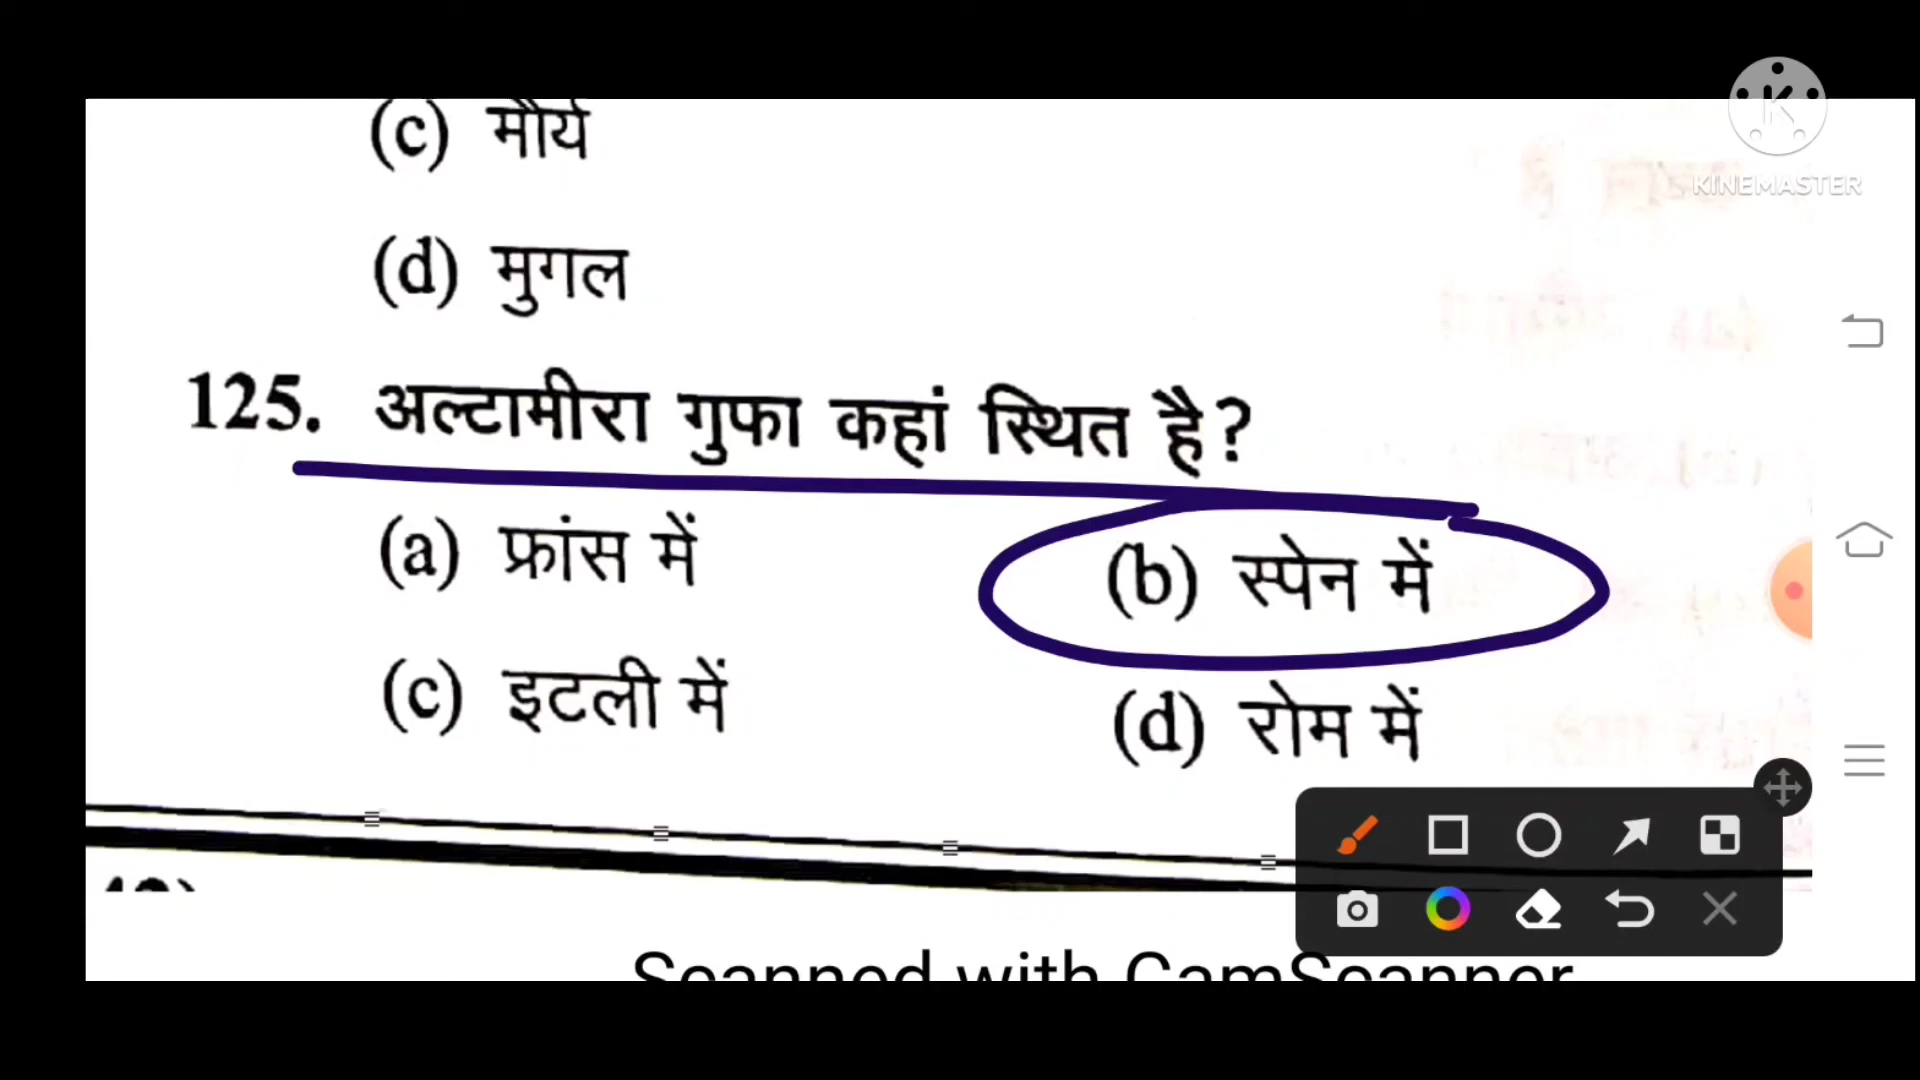 (c) मौर्य
KINEMASTER
(d) मुगल
125. अल्टामीरा गुफा कहां स्थित है?
(a) फ्रांस में (b) स्पेन में
(c) इटली में (d) रोम में
Scanned with CamScanner